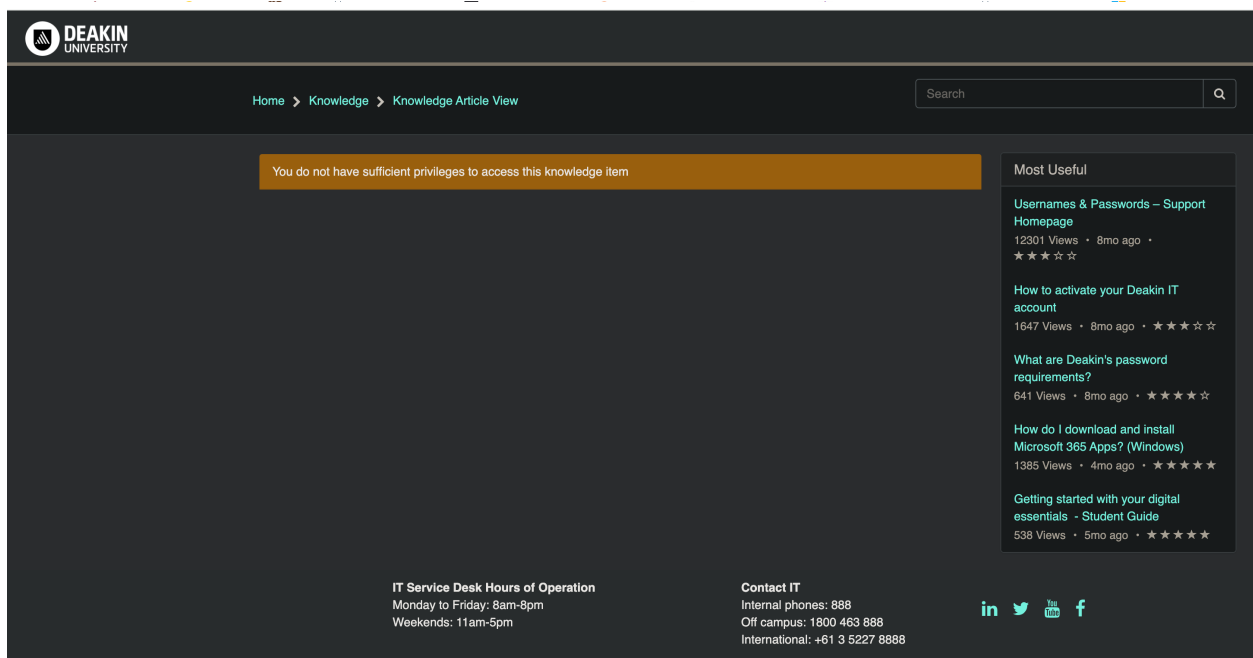 DEAKIN
UNIVERSITY
Home > Knowledge > Knowledge Article View
Search
You do not have sufficient privileges to access this knowledge item
Most Useful
Usernames & Passwords – Support
Homepage
12301 Views • 8mo ago •
★★★☆☆
How to activate your Deakin IT
account
1647 Views • 8mo ago • ★★★☆☆
What are Deakin's password
requirements?
641 Views • 8mo ago • ★★★★☆
How do I download and install
Microsoft 365 Apps? (Windows)
1385 Views • 4mo ago • ★★★★★
Getting started with your digital
essentials - Student Guide
538 Views • 5mo ago • ★★★★★
IT Service Desk Hours of Operation
Monday to Friday: 8am-8pm
Weekends: 11am-5pm
Contact IT
Internal phones: 888
Off campus: 1800 463 888
International: +61 3 5227 8888
in
You
Tube
f